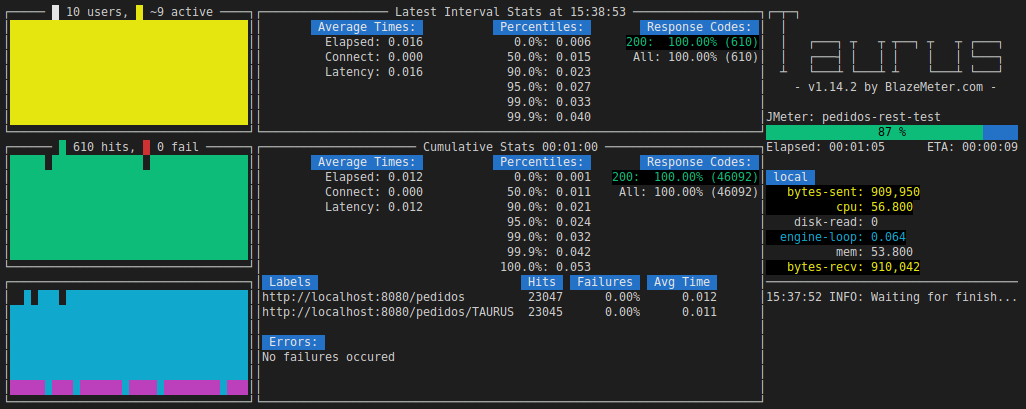 10 users, ~9 active
Latest Interval Stats at 15:38:53
Average Times: Percentiles: Response Codes:
Elapsed: 0.016 0.0%: 0.006 200: 100.00% (610)
Connect: 0.000 50.0%: 0.015 All: 100.00% (610)
Latency: 0.016 90.0%: 0.023
95.0%: 0.027
99.0%: 0.033
99.9%: 0.040
610 hits, 0 fail
Cumulative Stats 00:01:00
Average Times: Percentiles: Response Codes:
Elapsed: 0.012 0.0%: 0.001 200: 100.00% (46092)
Connect: 0.000 50.0%: 0.011 All: 100.00% (46092)
Latency: 0.012 90.0%: 0.021
95.0%: 0.024
99.0%: 0.032
99.9%: 0.042
100.0%: 0.053
Labels Hits Failures Avg Time
http://localhost:8080/pedidos 23047 0.00% 0.012
http://localhost:8080/pedidos/TAURUS 23045 0.00% 0.011
Errors:
No failures occured
TAURUS
- v1.14.2 by BlazeMeter.com -
JMeter: pedidos-rest-test
87 %
Elapsed: 00:01:05 ETA: 00:00:09
local
bytes-sent: 909,950
cpu: 56.800
disk-read: 0
engine-loop: 0.064
mem: 53.800
bytes-recv: 910,042
15:37:52 INFO: Waiting for finish...